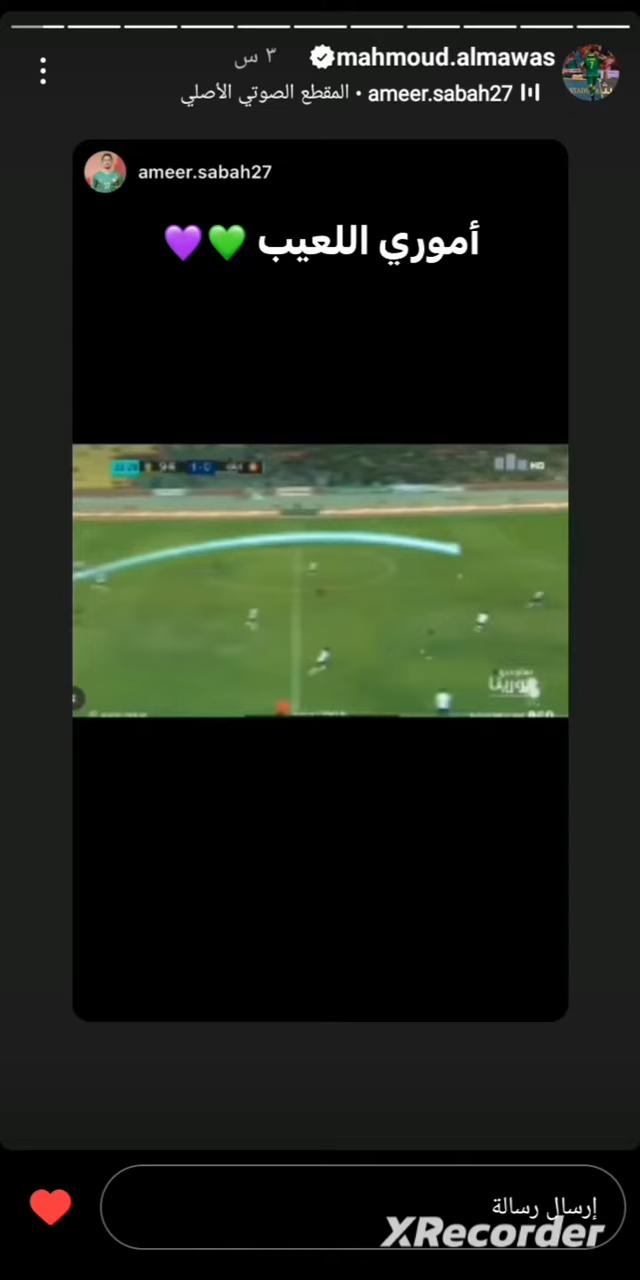 mahmoud.almawas ٣ س
ameer.sabah27 • المقطع الصوتي الأصلي
ameer.sabah27
أموري اللعيب 💚💜
1-0
HD
إرسال رسالة
XRecorder